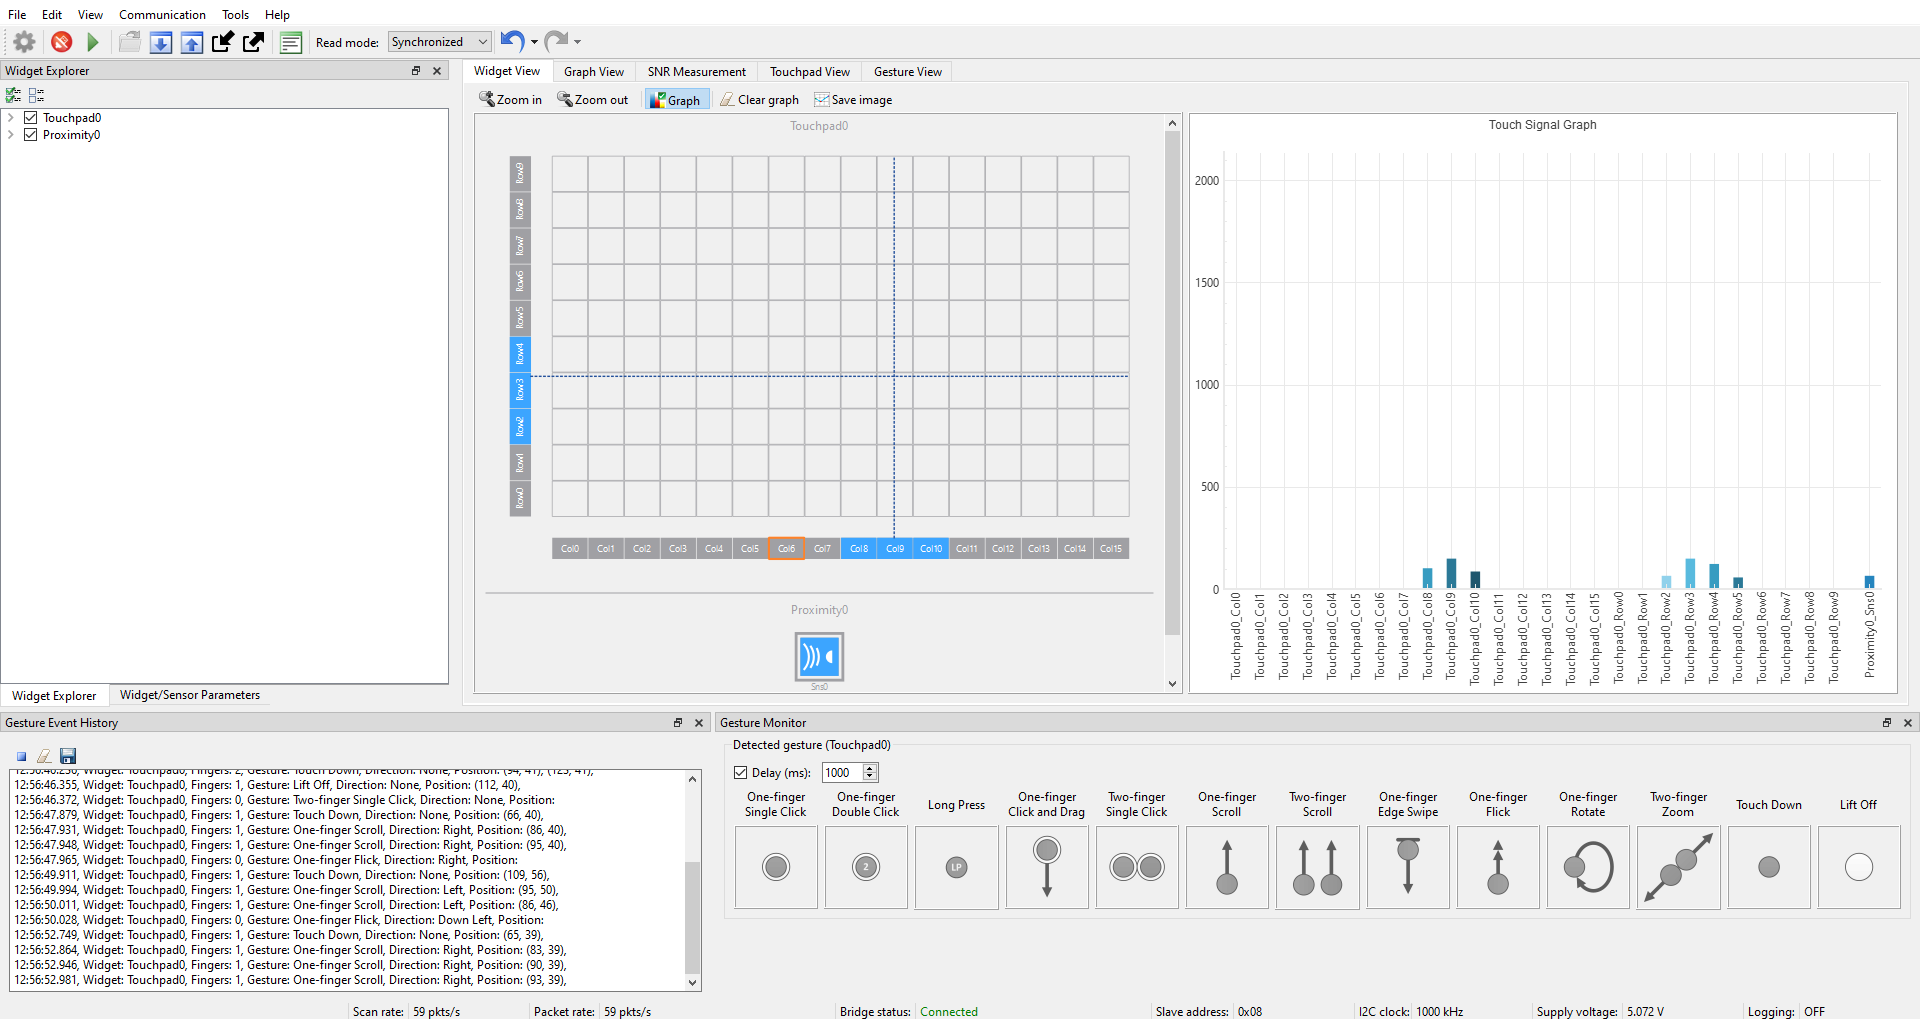 File Edit View Communication Tools Help
Read mode: Synchronized
Widget Explorer
Touchpad0
Proximity0
Widget Explorer Widget/Sensor Parameters
Widget View Graph View SNR Measurement Touchpad View Gesture View
Zoom in Zoom out Graph Clear graph Save image
Touchpad0
Row9
Row8
Row7
Row6
Row5
Row4
Row3
Row2
Row1
Row0
Col0 Col1 Col2 Col3 Col4 Col5 Col6 Col7 Col8 Col9 Col10 Col11 Col12 Col13 Col14 Col15
Proximity0
Sns0
Touch Signal Graph
2000
1500
1000
500
0
Touchpad0_Col0
Touchpad0_Col1
Touchpad0_Col2
Touchpad0_Col3
Touchpad0_Col4
Touchpad0_Col5
Touchpad0_Col6
Touchpad0_Col7
Touchpad0_Col8
Touchpad0_Col9
Touchpad0_Col10
Touchpad0_Col11
Touchpad0_Col12
Touchpad0_Col13
Touchpad0_Col14
Touchpad0_Col15
Touchpad0_Row0
Touchpad0_Row1
Touchpad0_Row2
Touchpad0_Row3
Touchpad0_Row4
Touchpad0_Row5
Touchpad0_Row6
Touchpad0_Row7
Touchpad0_Row8
Touchpad0_Row9
Proximity0_Sns0
Gesture Event History
12:56:46.256, Widget: Touchpad0, Fingers: 2, Gesture: Touch Down, Direction: None, Position: (94, 41), (125, 41),
12:56:46.355, Widget: Touchpad0, Fingers: 1, Gesture: Lift Off, Direction: None, Position: (112, 40),
12:56:46.372, Widget: Touchpad0, Fingers: 0, Gesture: Two-finger Single Click, Direction: None, Position:
12:56:47.879, Widget: Touchpad0, Fingers: 1, Gesture: Touch Down, Direction: None, Position: (66, 40),
12:56:47.931, Widget: Touchpad0, Fingers: 1, Gesture: One-finger Scroll, Direction: Right, Position: (86, 40),
12:56:47.948, Widget: Touchpad0, Fingers: 1, Gesture: One-finger Scroll, Direction: Right, Position: (95, 40),
12:56:47.965, Widget: Touchpad0, Fingers: 0, Gesture: One-finger Flick, Direction: Right, Position:
12:56:49.911, Widget: Touchpad0, Fingers: 1, Gesture: Touch Down, Direction: None, Position: (109, 56),
12:56:49.994, Widget: Touchpad0, Fingers: 1, Gesture: One-finger Scroll, Direction: Left, Position: (95, 50),
12:56:50.011, Widget: Touchpad0, Fingers: 1, Gesture: One-finger Scroll, Direction: Left, Position: (86, 46),
12:56:50.028, Widget: Touchpad0, Fingers: 0, Gesture: One-finger Flick, Direction: Down Left, Position:
12:56:52.749, Widget: Touchpad0, Fingers: 1, Gesture: Touch Down, Direction: None, Position: (65, 39),
12:56:52.864, Widget: Touchpad0, Fingers: 1, Gesture: One-finger Scroll, Direction: Right, Position: (83, 39),
12:56:52.946, Widget: Touchpad0, Fingers: 1, Gesture: One-finger Scroll, Direction: Right, Position: (90, 39),
12:56:52.981, Widget: Touchpad0, Fingers: 1, Gesture: One-finger Scroll, Direction: Right, Position: (93, 39),
Gesture Monitor
Detected gesture (Touchpad0)
Delay (ms): 1000
One-finger Single Click
One-finger Double Click
Long Press
One-finger Click and Drag
Two-finger Single Click
One-finger Scroll
Two-finger Scroll
One-finger Edge Swipe
One-finger Flick
One-finger Rotate
Two-finger Zoom
Touch Down
Lift Off
2
LP
Scan rate: 59 pkts/s Packet rate: 59 pkts/s Bridge status: Connected Slave address: 0x08 I2C clock: 1000 kHz Supply voltage: 5.072 V Logging: OFF